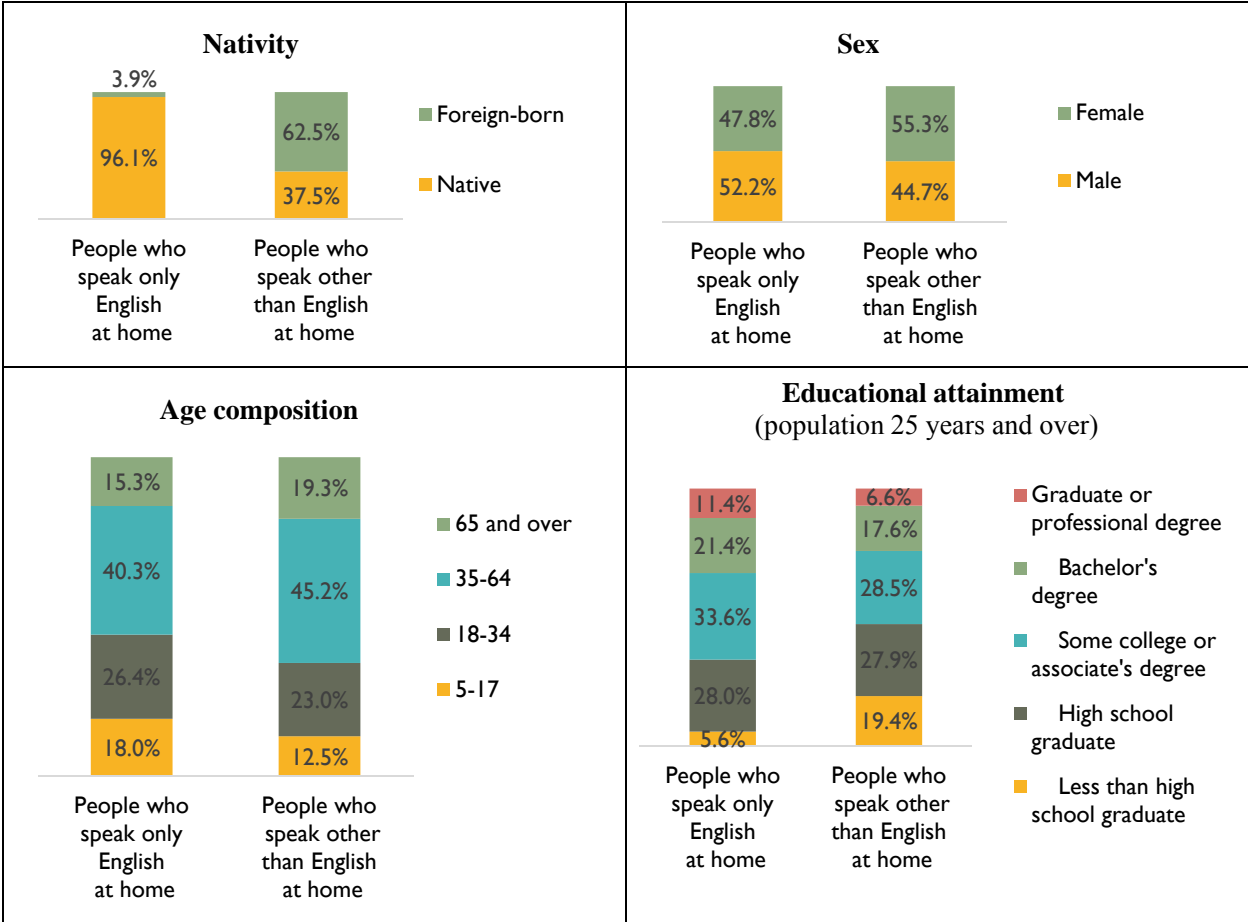 Nativity
3.9%
96.1%
62.5%
37.5%
Foreign-born
Native
People who
speak only
English
at home
People who
speak other
than English
at home
Sex
47.8%
52.2%
55.3%
44.7%
Female
Male
People who
speak only
English
at home
People who
speak other
than English
at home
Age composition
15.3%
40.3%
26.4%
18.0%
19.3%
45.2%
23.0%
12.5%
65 and over
35-64
18-34
5-17
People who
speak only
English
at home
People who
speak other
than English
at home
Educational attainment
(population 25 years and over)
11.4%
21.4%
33.6%
28.0%
5.6%
6.6%
17.6%
28.5%
27.9%
19.4%
Graduate or
professional degree
Bachelor's
degree
Some college or
associate's degree
High school
graduate
Less than high
school graduate
People who
speak only
English
at home
People who
speak other
than English
at home